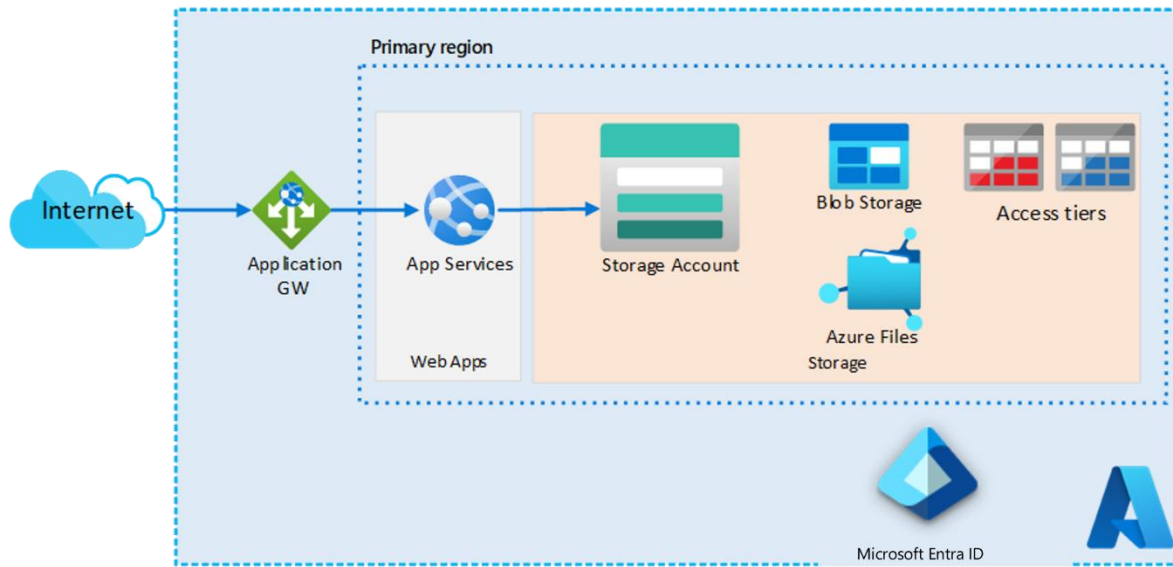 Primary region
Internet
Application
GW
App Services
Web Apps
Storage Account
Blob Storage
Access tiers
Azure Files
Storage
Microsoft Entra ID